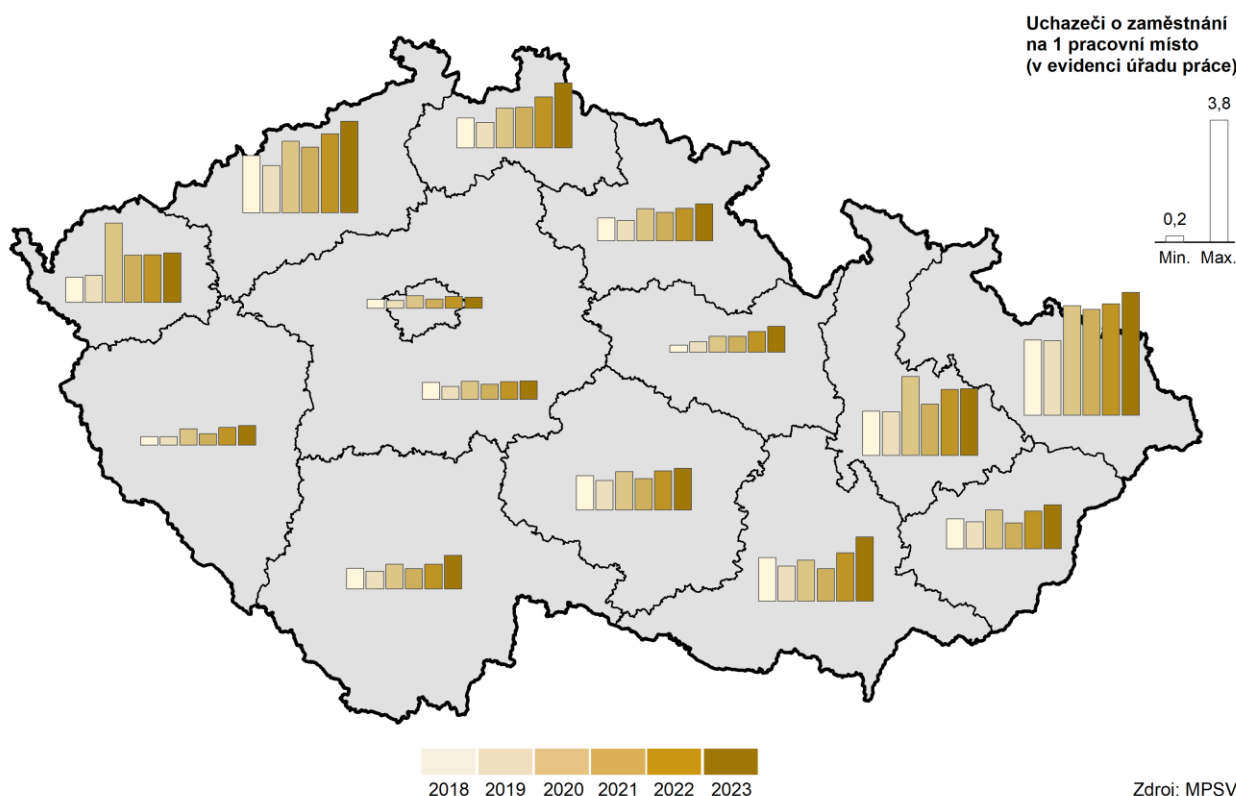 Uchazeči o zaměstnání
na 1 pracovní místo
(v evidenci úřadu práce)
3,8
0,2
Min. Max.
2018 2019 2020 2021 2022 2023
Zdroj: MPSV